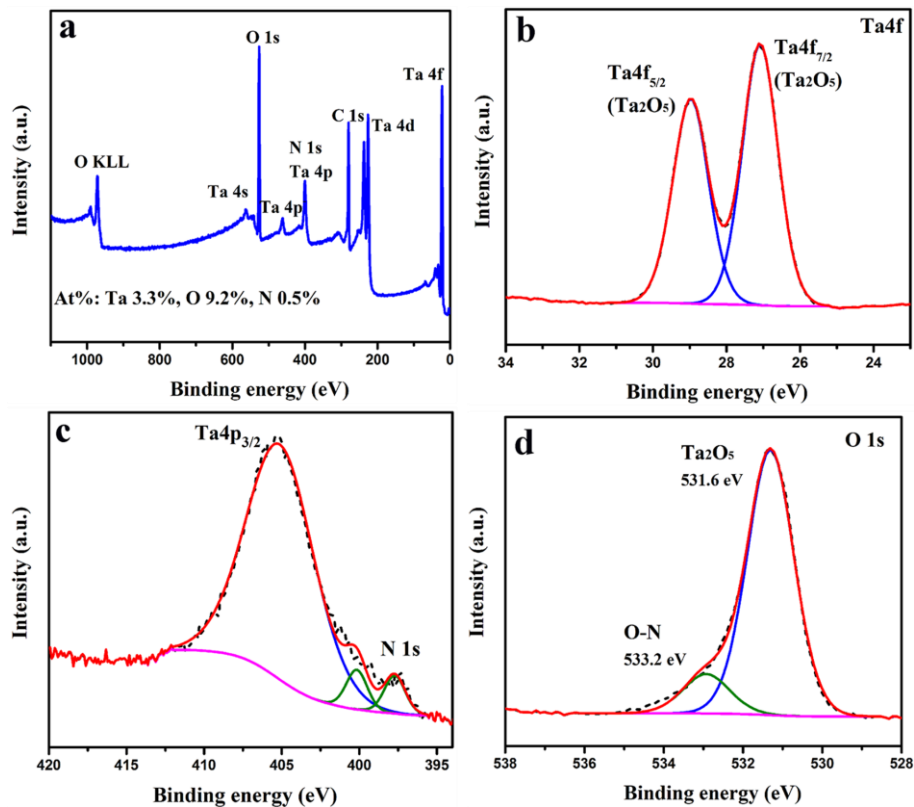 a
O 1s
Ta 4f
C 1s
Ta 4d
N 1s
O KLL
Ta 4s
Ta 4p
Ta 4p
At%: Ta 3.3%, O 9.2%, N 0.5%
Intensity (a.u.)
1000 800 600 400 200 0
Binding energy (eV)
b
Ta4f
Ta4f7/2
(Ta2O5)
Ta4f5/2
(Ta2O5)
Intensity (a.u.)
34 32 30 28 26 24
Binding energy (eV)
c
Ta4p3/2
N 1s
Intensity (a.u.)
420 415 410 405 400 395
Binding energy (eV)
d
O 1s
Ta2O5
531.6 eV
O-N
533.2 eV
Intensity (a.u.)
538 536 534 532 530 528
Binding energy (eV)